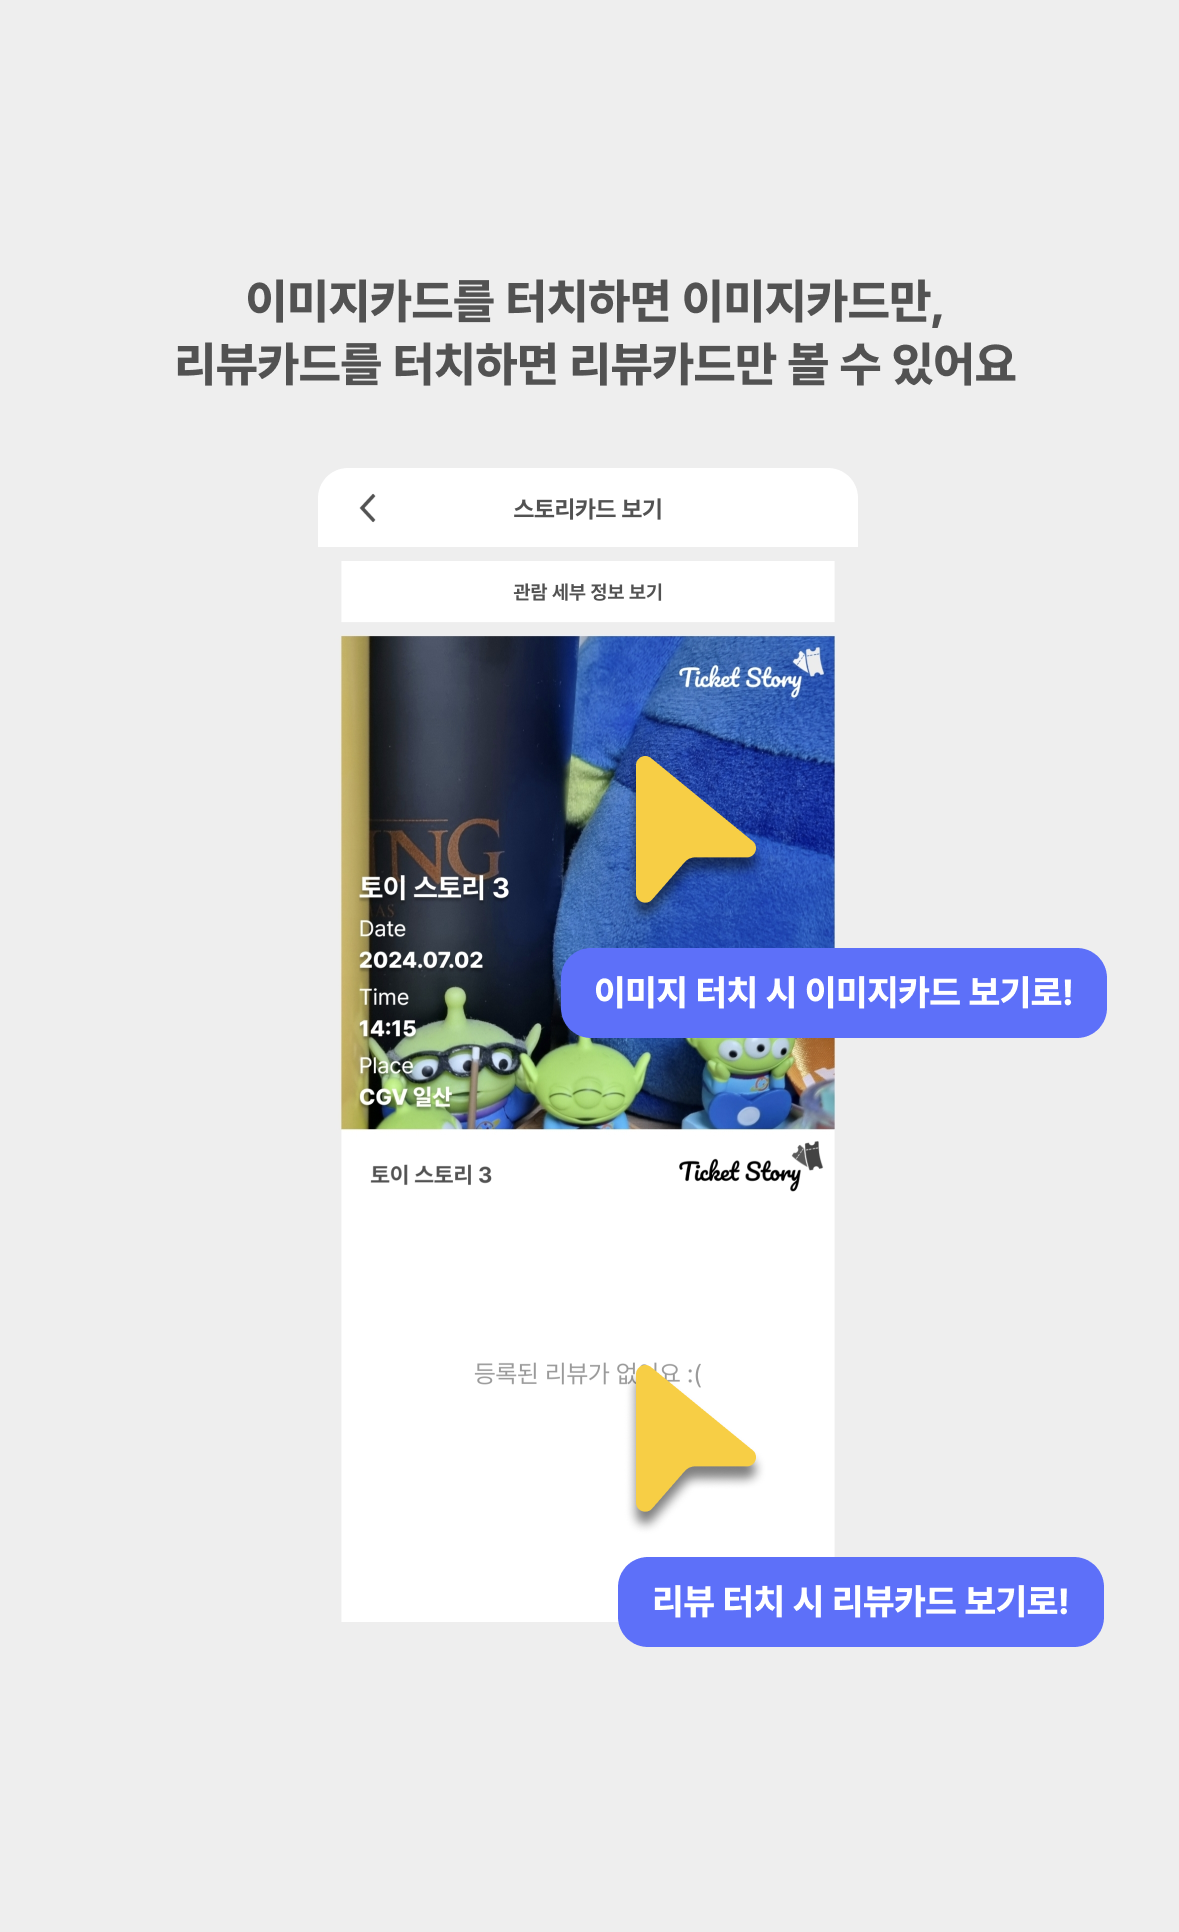 이미지카드를 터치하면 이미지카드만,
리뷰카드를 터치하면 리뷰카드만 볼 수 있어요
스토리카드 보기
관람 세부 정보 보기
Ticket Story
NG
토이 스토리 3
Date
2024.07.02
이미지 터치 시 이미지카드 보기로!
Time
14:15
Place
CGV 일산
토이 스토리 3
Ticket Story
등록된 리뷰가 :(
리뷰 터치 시 리뷰카드 보기로!